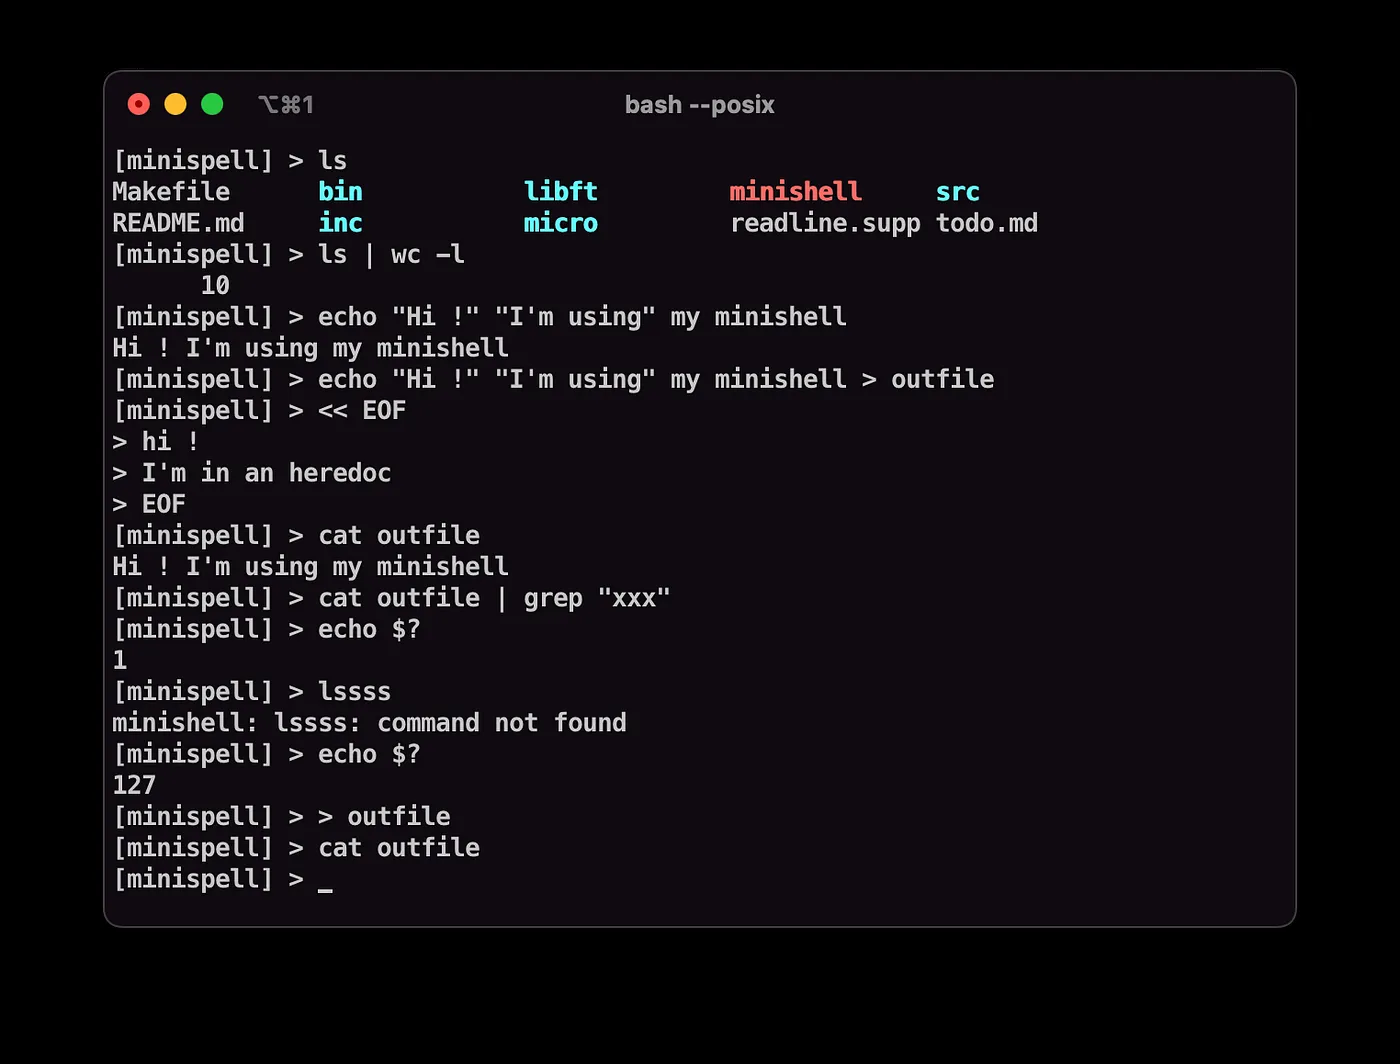 ⌥⌘1 bash --posix
[minispell] > ls
Makefile bin libft minishell src
README.md inc micro readline.supp todo.md
[minispell] > ls | wc -l
10
[minispell] > echo "Hi !" "I'm using" my minishell
Hi ! I'm using my minishell
[minispell] > echo "Hi !" "I'm using" my minishell > outfile
[minispell] > << EOF
> hi !
> I'm in an heredoc
> EOF
[minispell] > cat outfile
Hi ! I'm using my minishell
[minispell] > cat outfile | grep "xxx"
[minispell] > echo $?
1
[minispell] > lssss
minishell: lssss: command not found
[minispell] > echo $?
127
[minispell] > > outfile
[minispell] > cat outfile
[minispell] > _